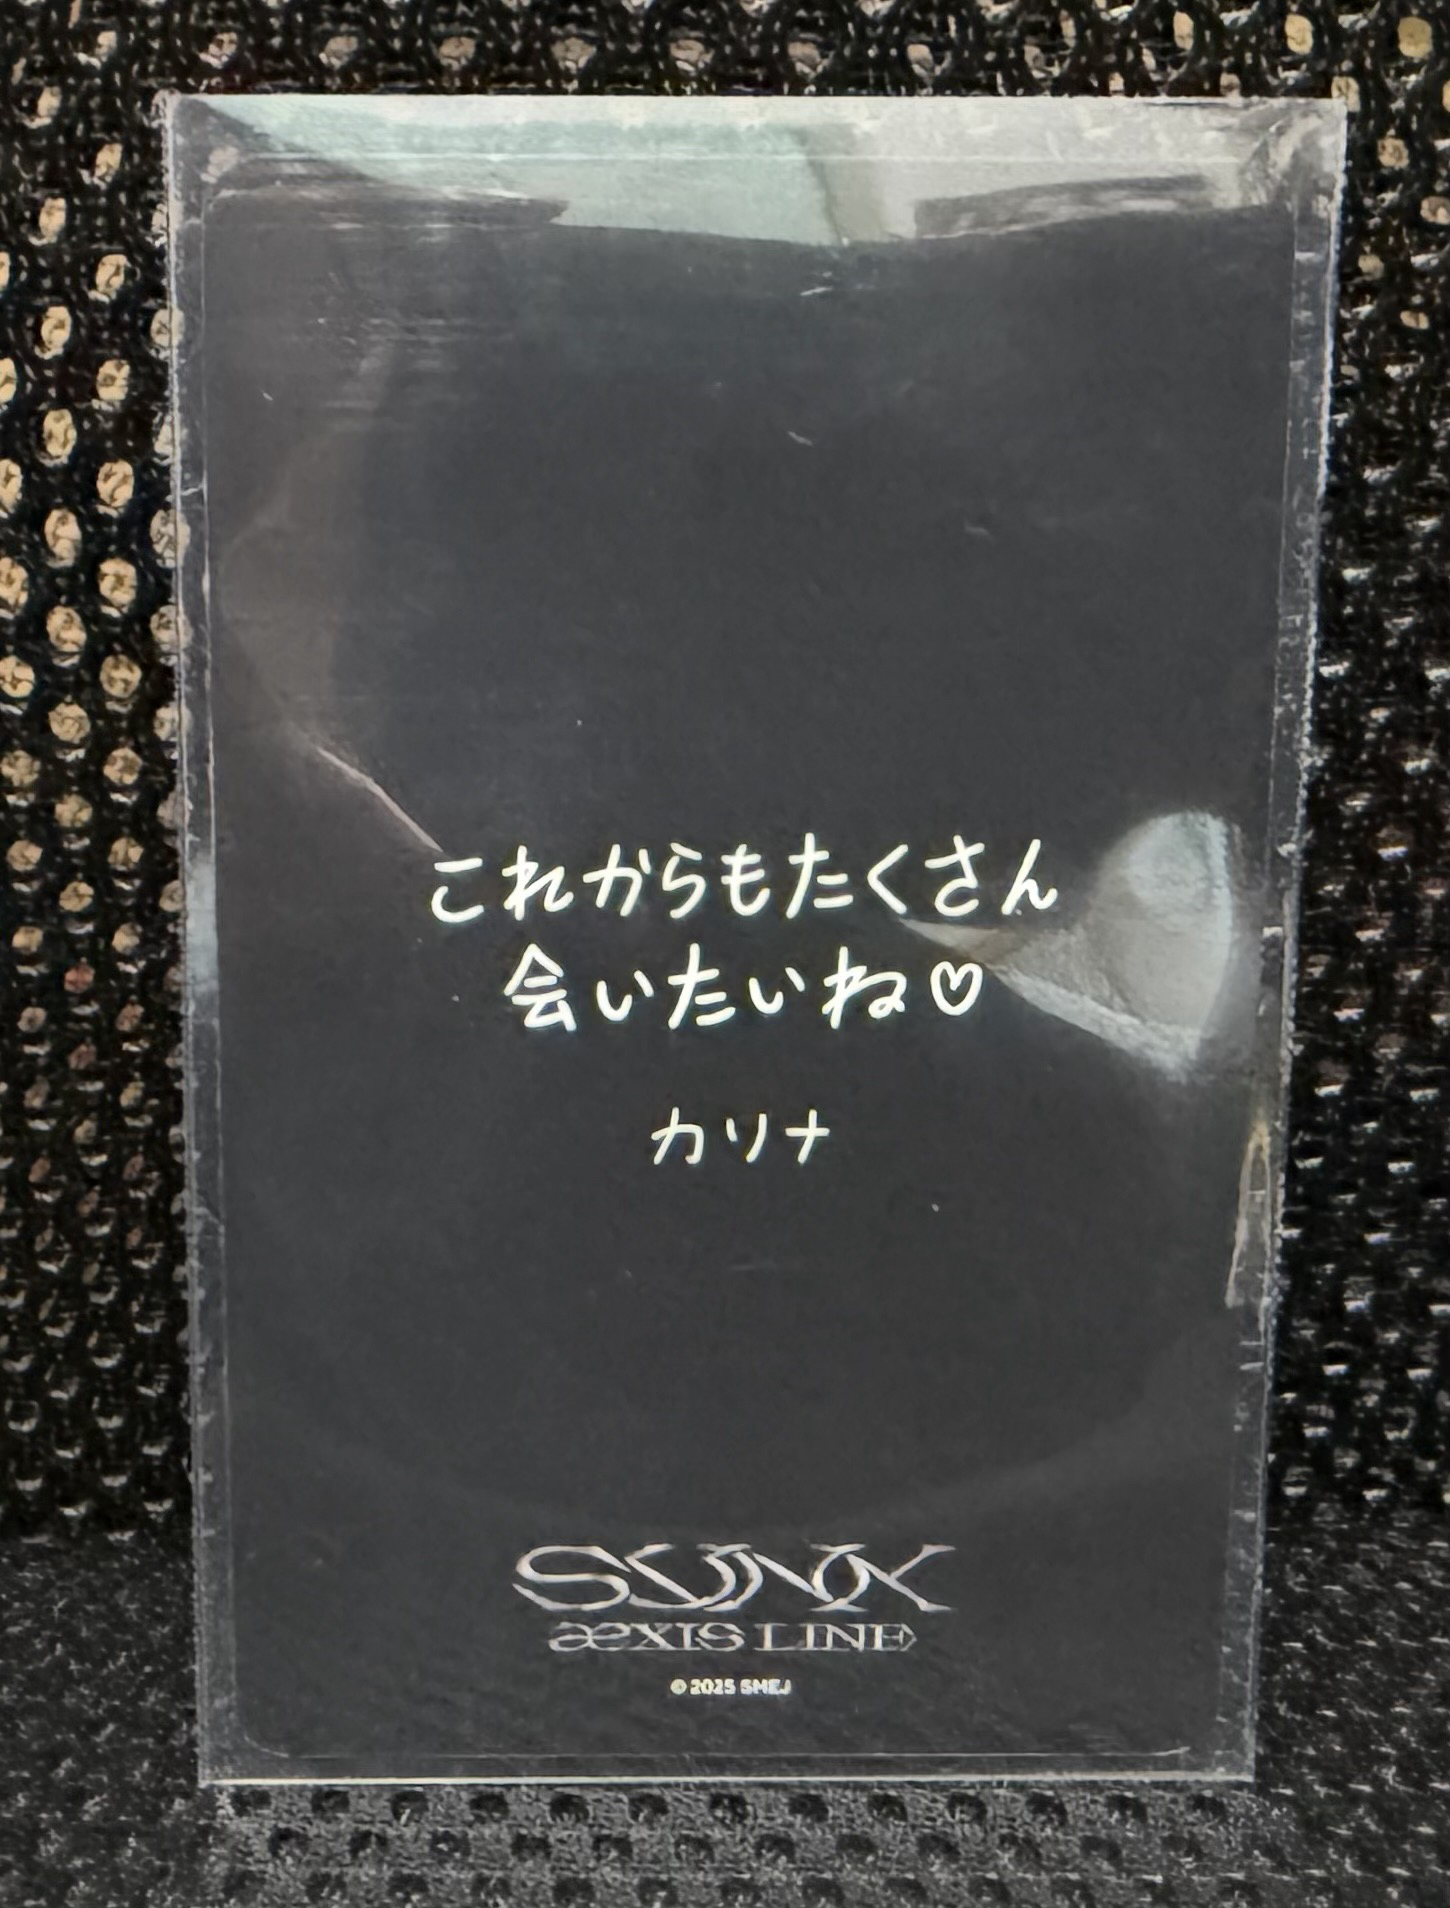 これからもたくさん
会いたいね♡
カリナ
SYNK
æXIS LINE
© 2025 SMEJ